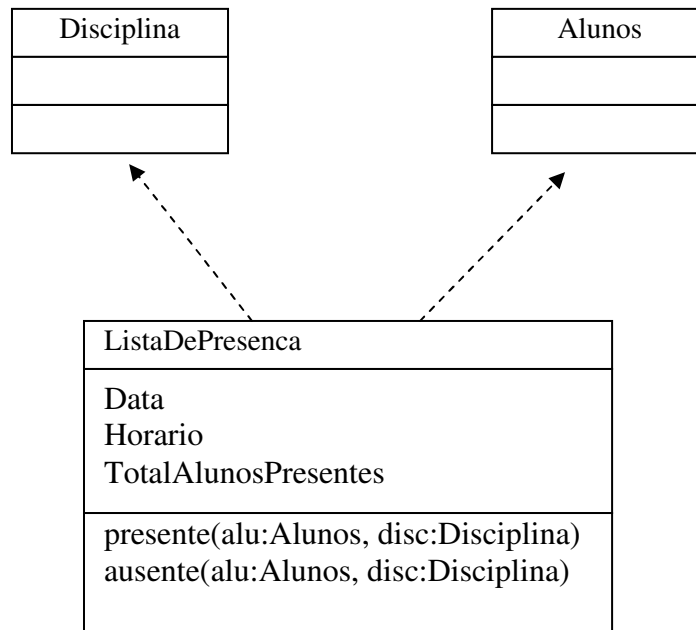 Disciplina
Alunos
ListaDePresenca
Data
Horario
TotalAlunosPresentes
presente(alu:Alunos, disc:Disciplina)
ausente(alu:Alunos, disc:Disciplina)